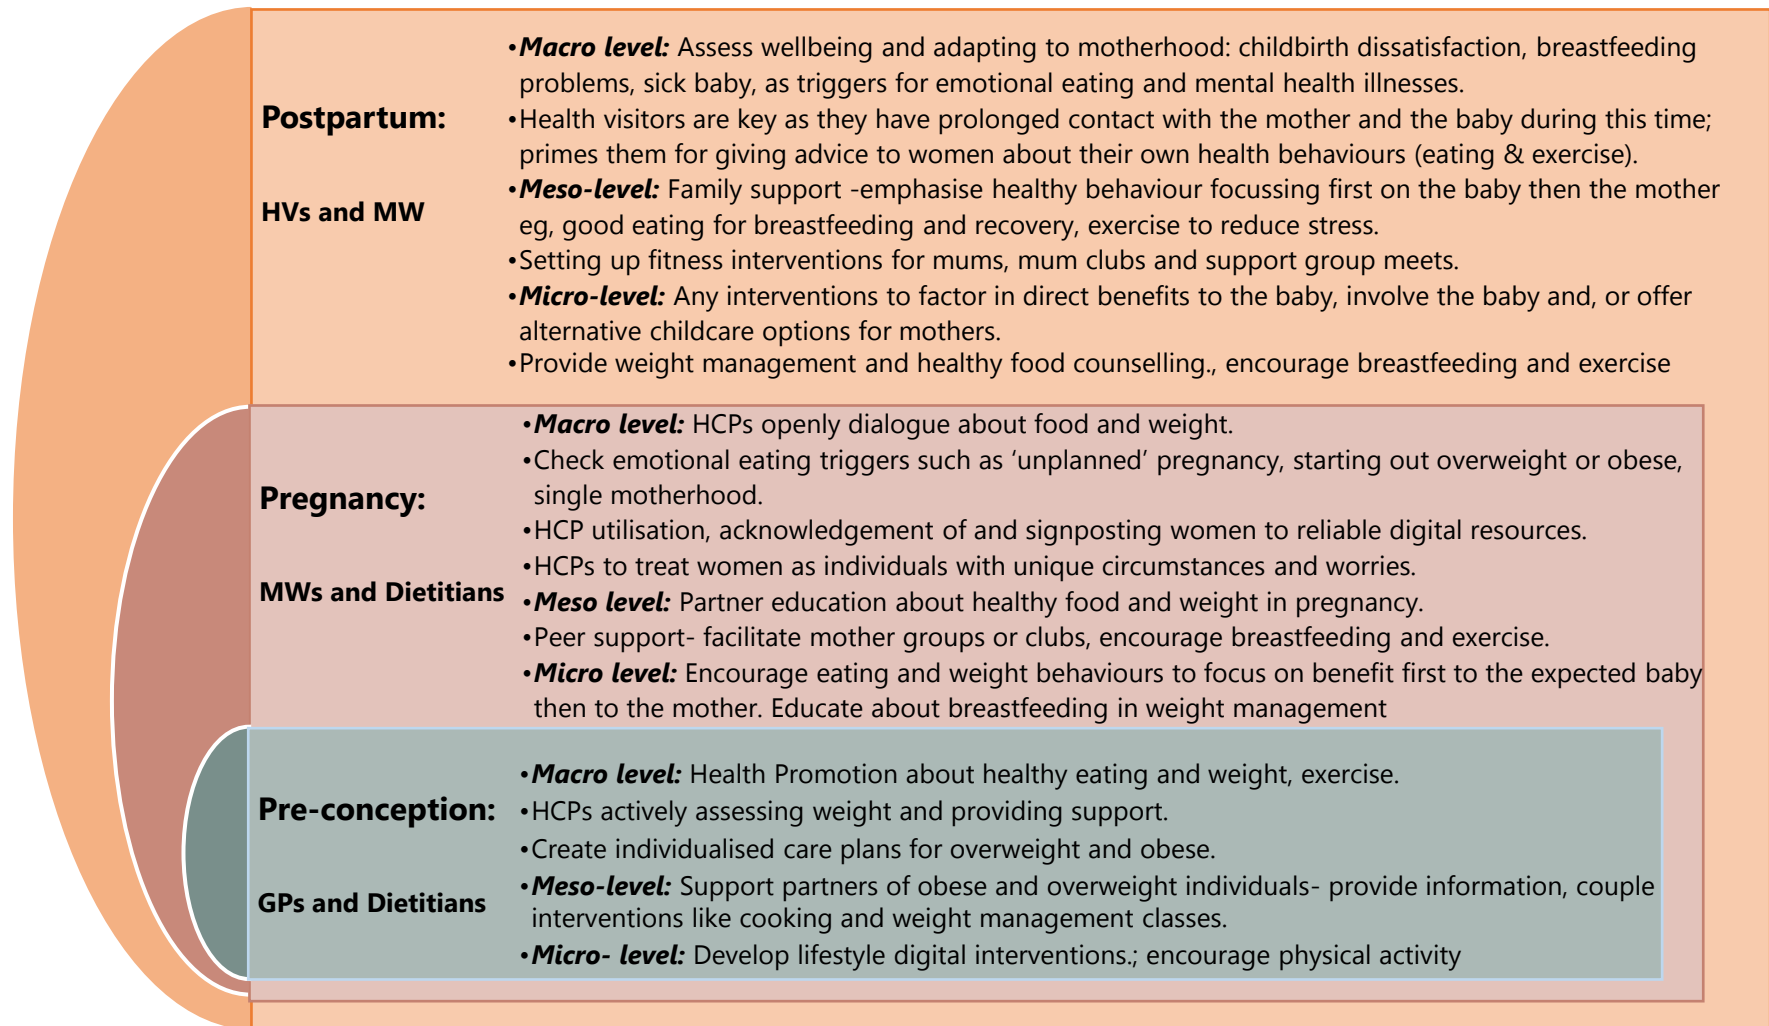 Postpartum:
HVs and MW
•Macro level: Assess wellbeing and adapting to motherhood: childbirth dissatisfaction, breastfeeding
problems, sick baby, as triggers for emotional eating and mental health illnesses.
•Health visitors are key as they have prolonged contact with the mother and the baby during this time;
primes them for giving advice to women about their own health behaviours (eating & exercise).
•Meso-level: Family support -emphasise healthy behaviour focussing first on the baby then the mother
eg, good eating for breastfeeding and recovery, exercise to reduce stress.
•Setting up fitness interventions for mums, mum clubs and support group meets.
•Micro-level: Any interventions to factor in direct benefits to the baby, involve the baby and, or offer
alternative childcare options for mothers.
•Provide weight management and healthy food counselling., encourage breastfeeding and exercise
Pregnancy:
MWs and Dietitians
•Macro level: HCPs openly dialogue about food and weight.
•Check emotional eating triggers such as ‘unplanned’ pregnancy, starting out overweight or obese,
single motherhood.
•HCP utilisation, acknowledgement of and signposting women to reliable digital resources.
•HCPs to treat women as individuals with unique circumstances and worries.
•Meso level: Partner education about healthy food and weight in pregnancy.
•Peer support- facilitate mother groups or clubs, encourage breastfeeding and exercise.
•Micro level: Encourage eating and weight behaviours to focus on benefit first to the expected baby
then to the mother. Educate about breastfeeding in weight management
Pre-conception:
GPs and Dietitians
•Macro level: Health Promotion about healthy eating and weight, exercise.
•HCPs actively assessing weight and providing support.
•Create individualised care plans for overweight and obese.
•Meso-level: Support partners of obese and overweight individuals- provide information, couple
interventions like cooking and weight management classes.
•Micro- level: Develop lifestyle digital interventions.; encourage physical activity